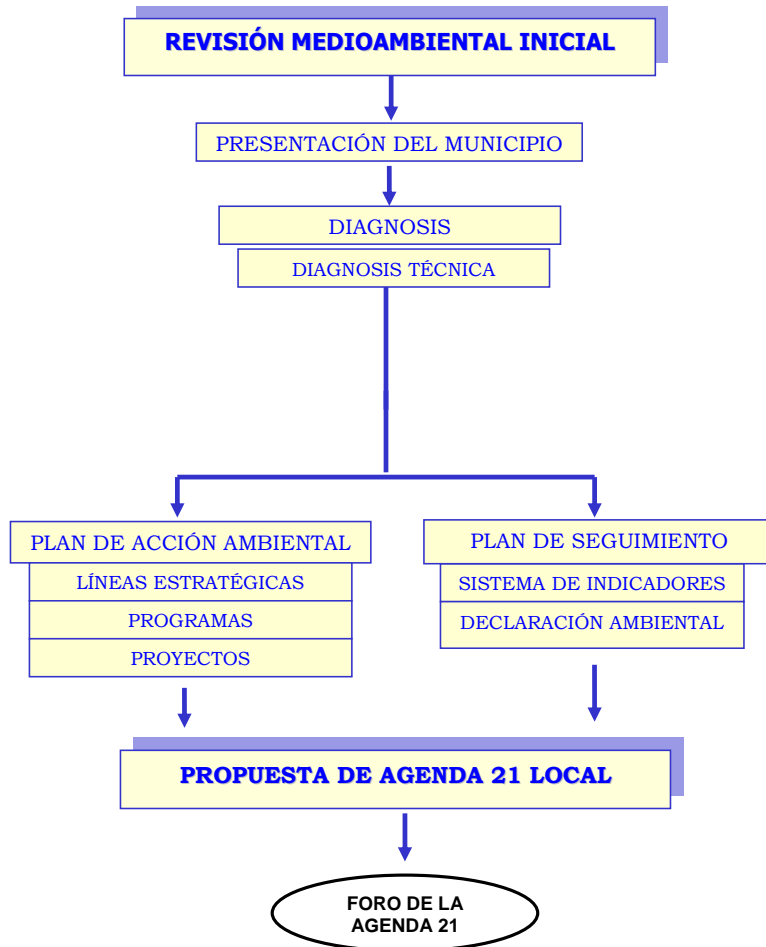 REVISIÓN MEDIOAMBIENTAL INICIAL
PRESENTACIÓN DEL MUNICIPIO
DIAGNOSIS
DIAGNOSIS TÉCNICA
PLAN DE ACCIÓN AMBIENTAL
LÍNEAS ESTRATÉGICAS
PROGRAMAS
PROYECTOS
PLAN DE SEGUIMIENTO
SISTEMA DE INDICADORES
DECLARACIÓN AMBIENTAL
PROPUESTA DE AGENDA 21 LOCAL
FORO DE LA
AGENDA 21